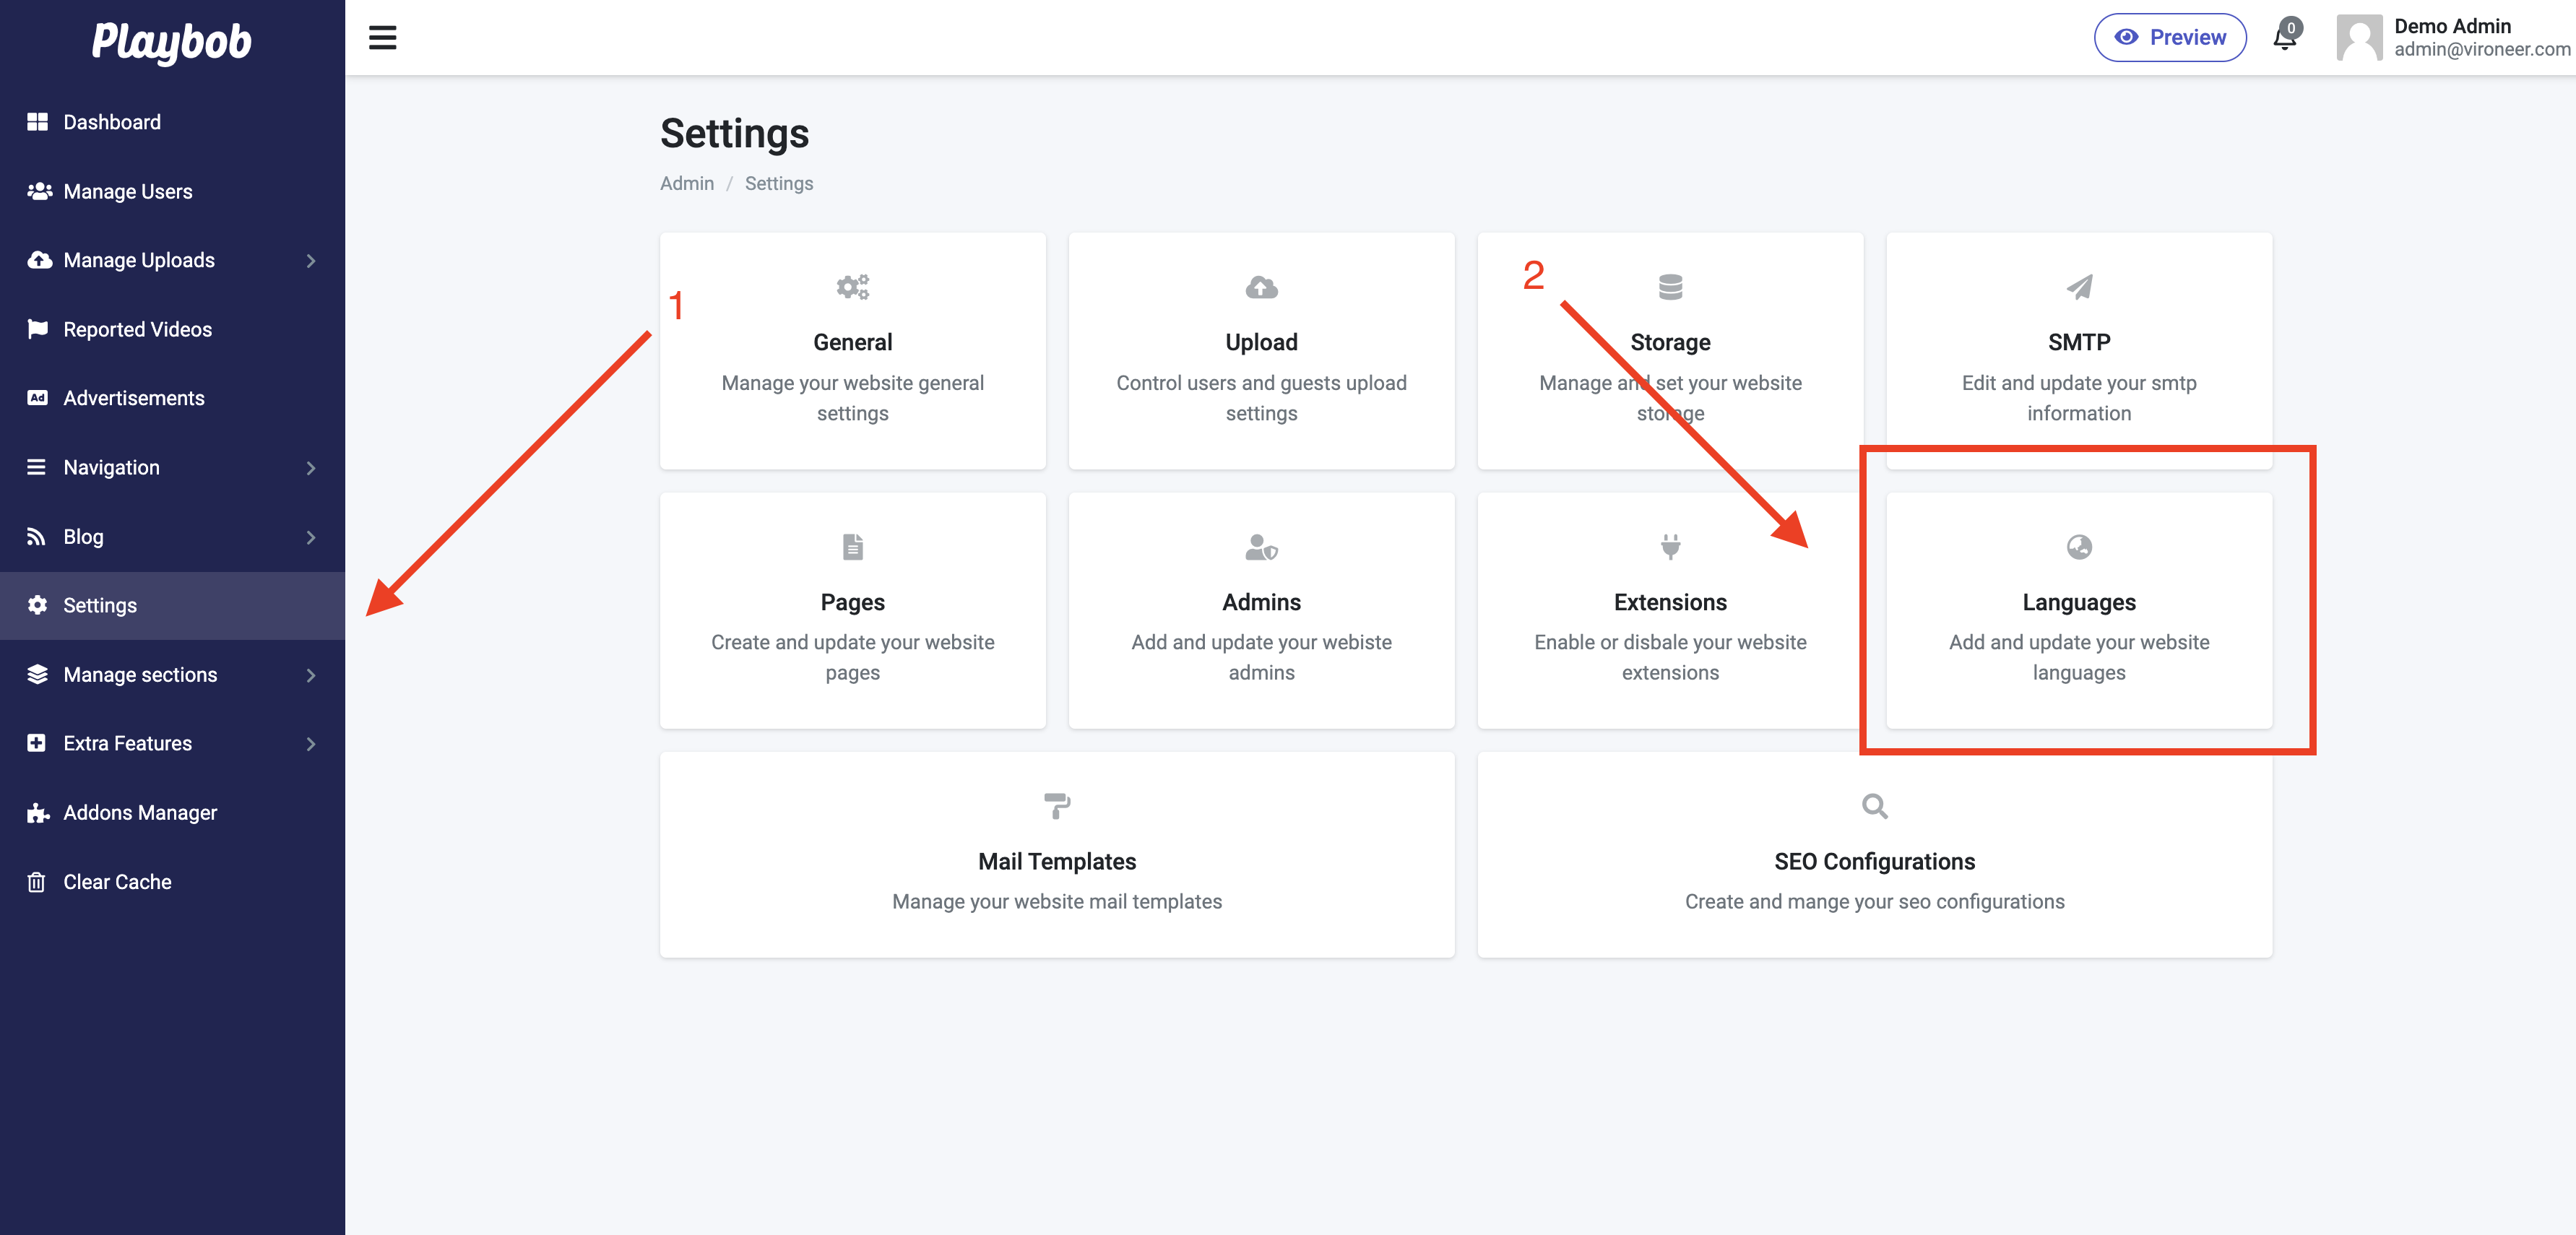 Playbob
Preview
0
Demo Admin
admin@vironeer.com
Dashboard
Manage Users
Manage Uploads
Reported Videos
Ad Advertisements
Navigation
Blog
Settings
Manage sections
Extra Features
Addons Manager
Clear Cache
Settings
Admin / Settings
1
General
Manage your website general
settings
Upload
Control users and guests upload
settings
2
Storage
Manage and set your website
storage
SMTP
Edit and update your smtp
information
Pages
Create and update your website
pages
Admins
Add and update your webiste
admins
Extensions
Enable or disbale your website
extensions
Languages
Add and update your website
languages
Mail Templates
Manage your website mail templates
SEO Configurations
Create and mange your seo configurations